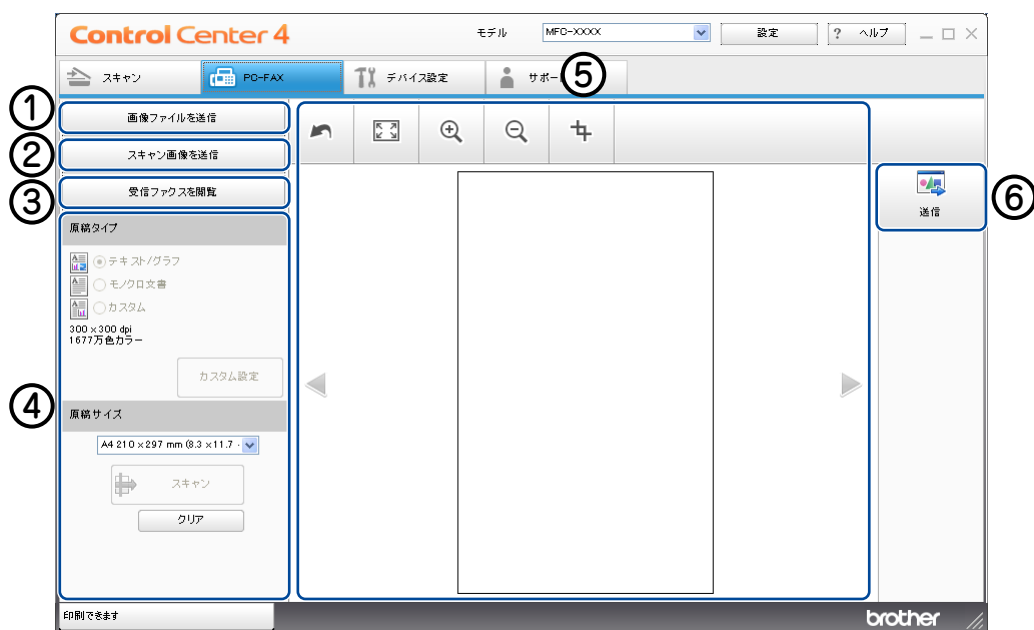 Control Center 4
モデル MFC-XXXX 設定 ? ヘルプ
スキャン PC-FAX デバイス設定 サポー ⑤
① 画像ファイルを送信
② スキャン画像を送信
③ 受信ファクスを閲覧
⑥ 送信
原稿タイプ
テキスト/グラフ
モノクロ文書
カスタム
300 x 300 dpi
1677万色カラー
カスタム設定
④ 原稿サイズ
A4 210 x 297 mm (8.3 x 11.7
スキャン
クリア
印刷できます
brother